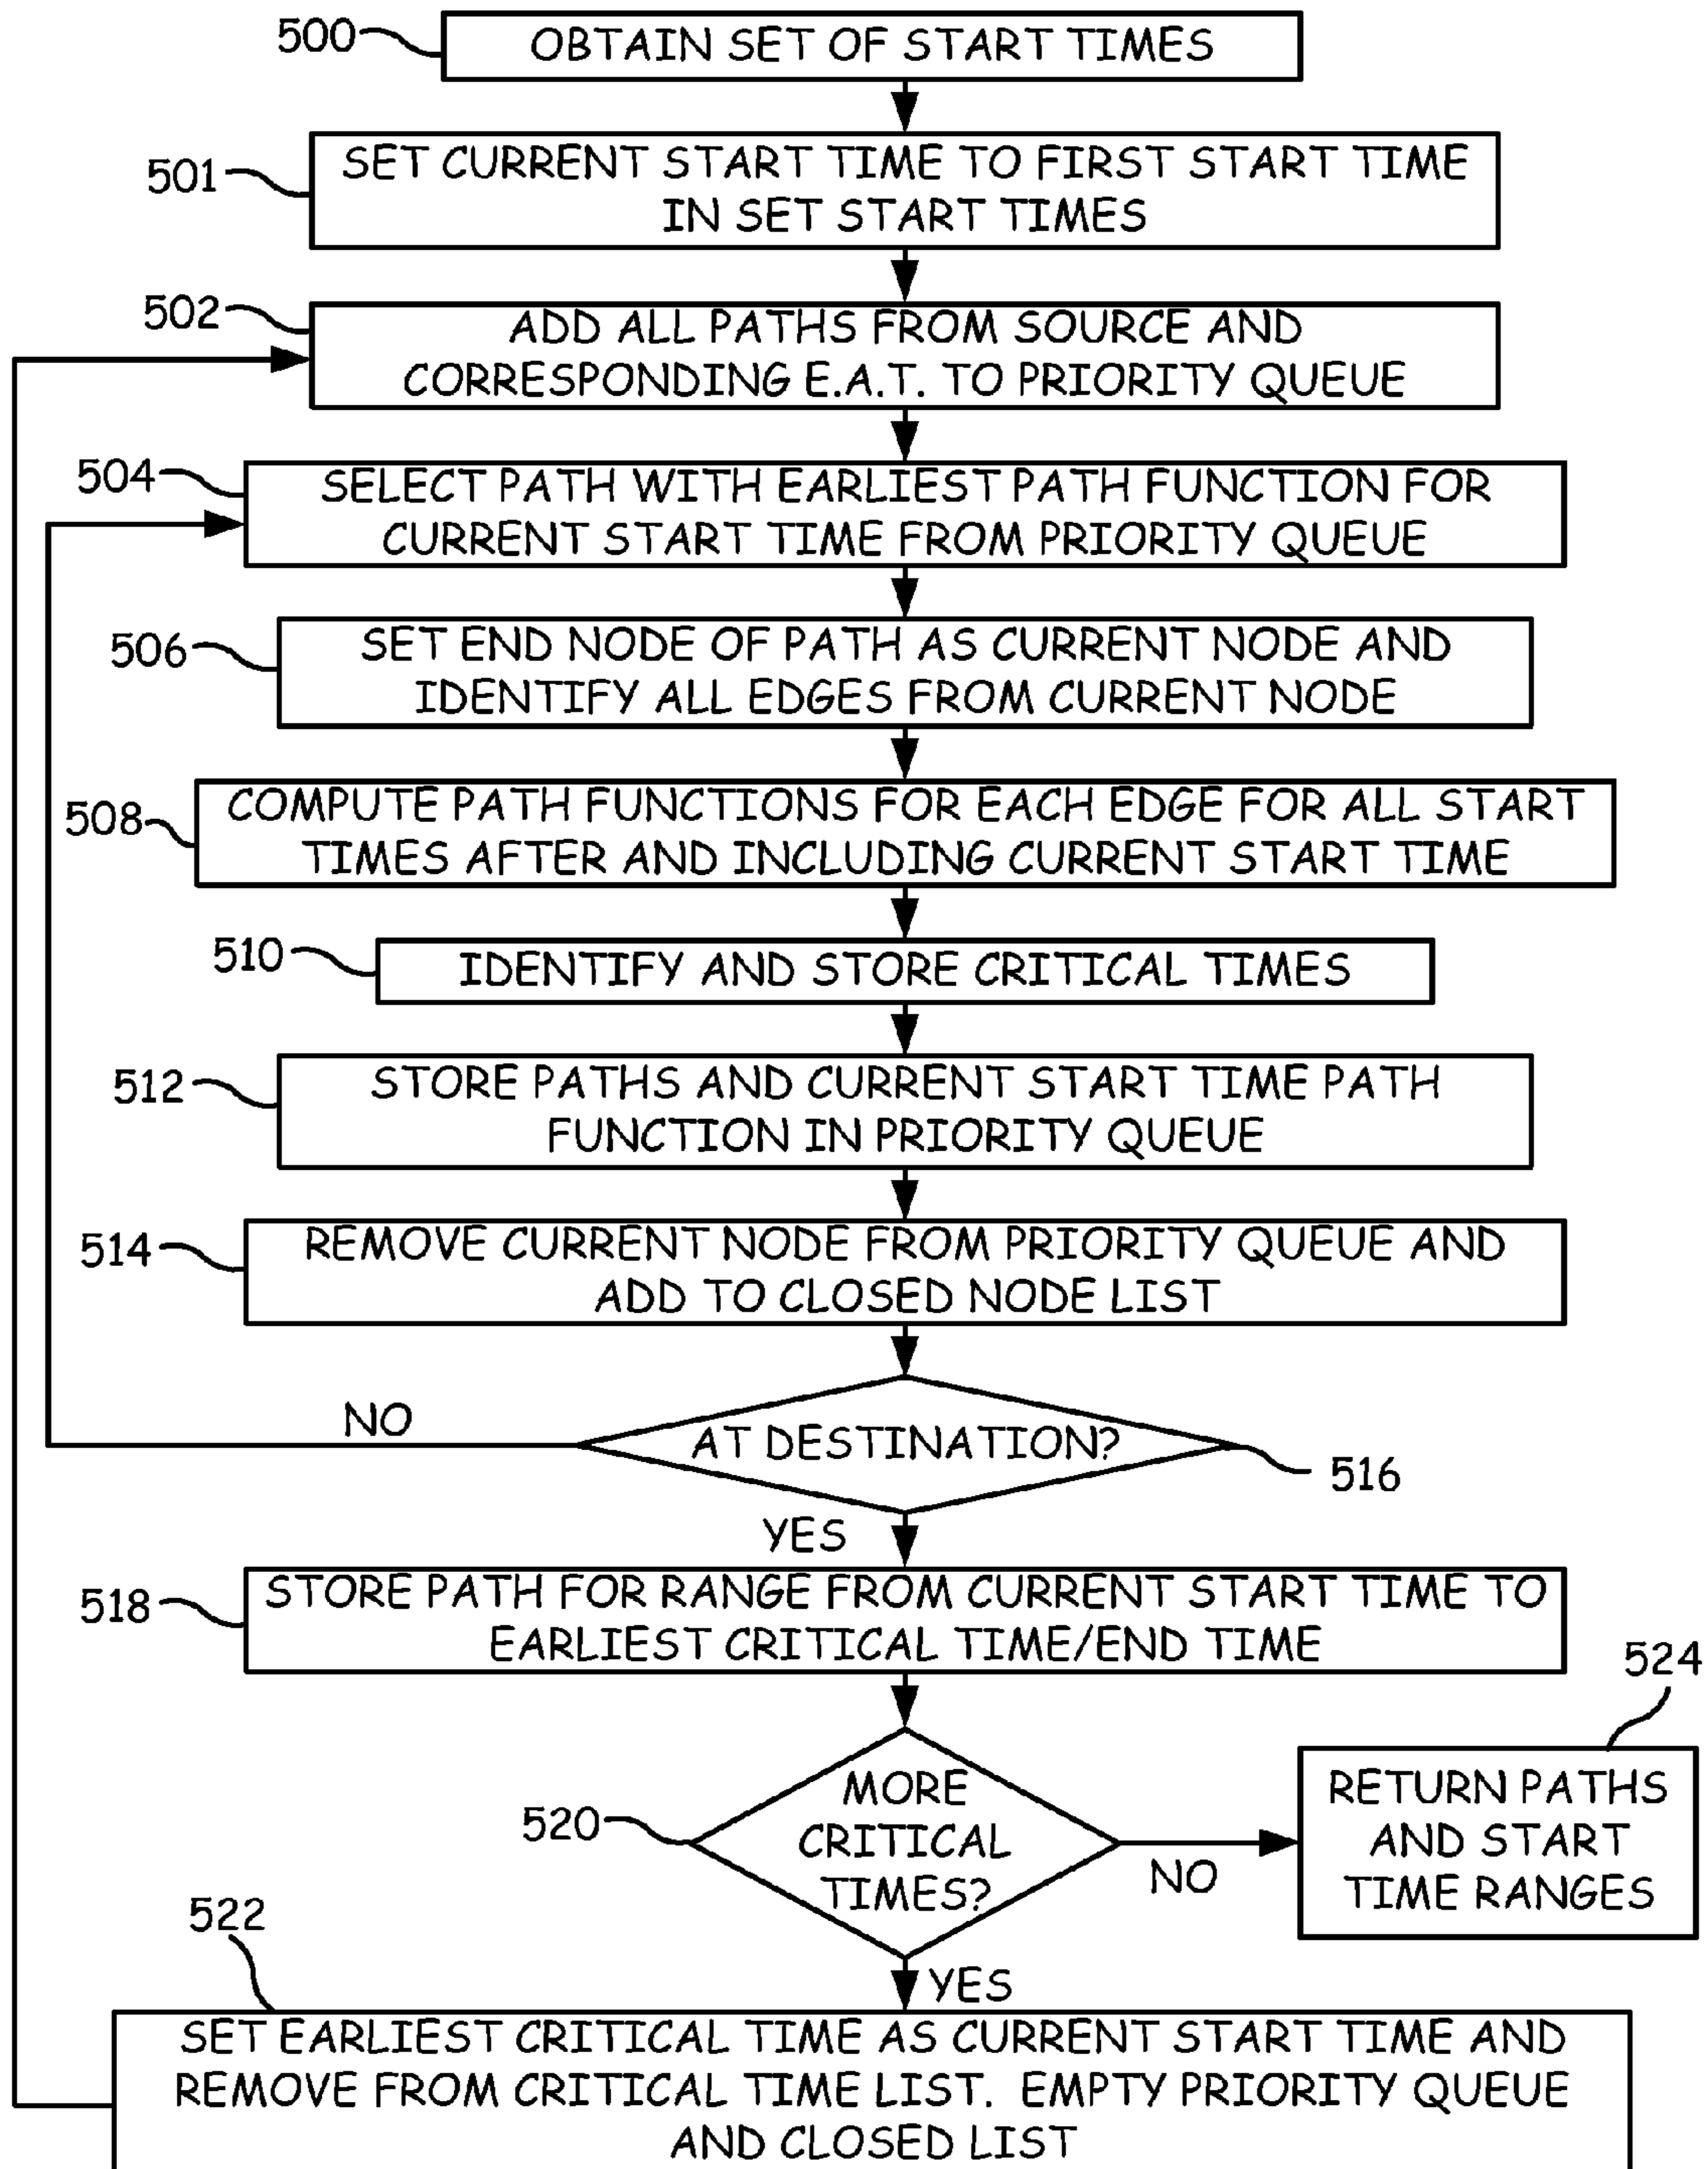 500
OBTAIN SET OF START TIMES
501
SET CURRENT START TIME TO FIRST START TIME
IN SET START TIMES
502
ADD ALL PATHS FROM SOURCE AND
CORRESPONDING E.A.T. TO PRIORITY QUEUE
504
SELECT PATH WITH EARLIEST PATH FUNCTION FOR
CURRENT START TIME FROM PRIORITY QUEUE
506
SET END NODE OF PATH AS CURRENT NODE AND
IDENTIFY ALL EDGES FROM CURRENT NODE
508
COMPUTE PATH FUNCTIONS FOR EACH EDGE FOR ALL START
TIMES AFTER AND INCLUDING CURRENT START TIME
510
IDENTIFY AND STORE CRITICAL TIMES
512
STORE PATHS AND CURRENT START TIME PATH
FUNCTION IN PRIORITY QUEUE
514
REMOVE CURRENT NODE FROM PRIORITY QUEUE AND
ADD TO CLOSED NODE LIST
NO
AT DESTINATION?
516
YES
518
STORE PATH FOR RANGE FROM CURRENT START TIME TO
EARLIEST CRITICAL TIME/END TIME
524
520
MORE
CRITICAL
TIMES?
NO
RETURN PATHS
AND START
TIME RANGES
522
YES
SET EARLIEST CRITICAL TIME AS CURRENT START TIME AND
REMOVE FROM CRITICAL TIME LIST. EMPTY PRIORITY QUEUE
AND CLOSED LIST